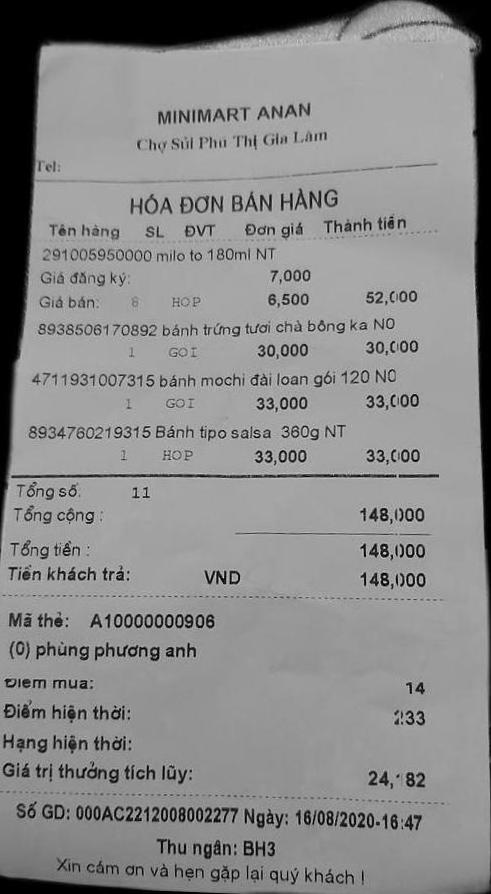 MINIMART ANAN
Chợ Sủi Phú Thị Gia Lâm
Tel:
HÓA ĐƠN BÁN HÀNG
Tên hàng SL ĐVT Đơn giá Thành tiền
291005950000 milo to 180ml NT
Giá đăng ký: 7,000
Giá bán: 8 HOP 6,500 52,000
8938506170892 bánh trứng tươi chà bông ka NO
1 GOI 30,000 30,000
4711931007315 bánh mochi đài loan gói 120 NO
1 GOI 33,000 33,000
8934760219315 Bánh tipo salsa 360g NT
1 HOP 33,000 33,000
Tổng số: 11
Tổng cộng : 148,000
Tổng tiền : 148,000
Tiền khách trả: VND 148,000
Mã thẻ: A10000000906
(0) phùng phương anh
Điểm mua: 14
Điểm hiện thời: 233
Hạng hiện thời:
Giá trị thưởng tích lũy:
Số GD: 000AC2212008002277 Ngày: 16/08/2020-16:47
Thu ngân: BH3
Xin cám ơn và hẹn gặp lại quý khách !